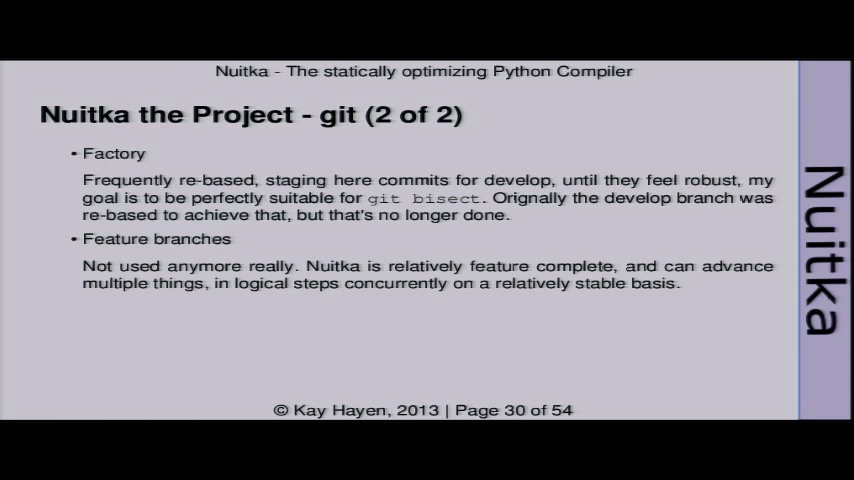 Nuitka - The statically optimizing Python Compiler
Nuitka the Project - git (2 of 2)
• Factory
Frequently re-based, staging here commits for develop, until they feel robust, my
goal is to be perfectly suitable for git bisect. Orignally the develop branch was
re-based to achieve that, but that's no longer done.
• Feature branches
Not used anymore really. Nuitka is relatively feature complete, and can advance
multiple things, in logical steps concurrently on a relatively stable basis.
© Kay Hayen, 2013 | Page 30 of 54
Nuitka